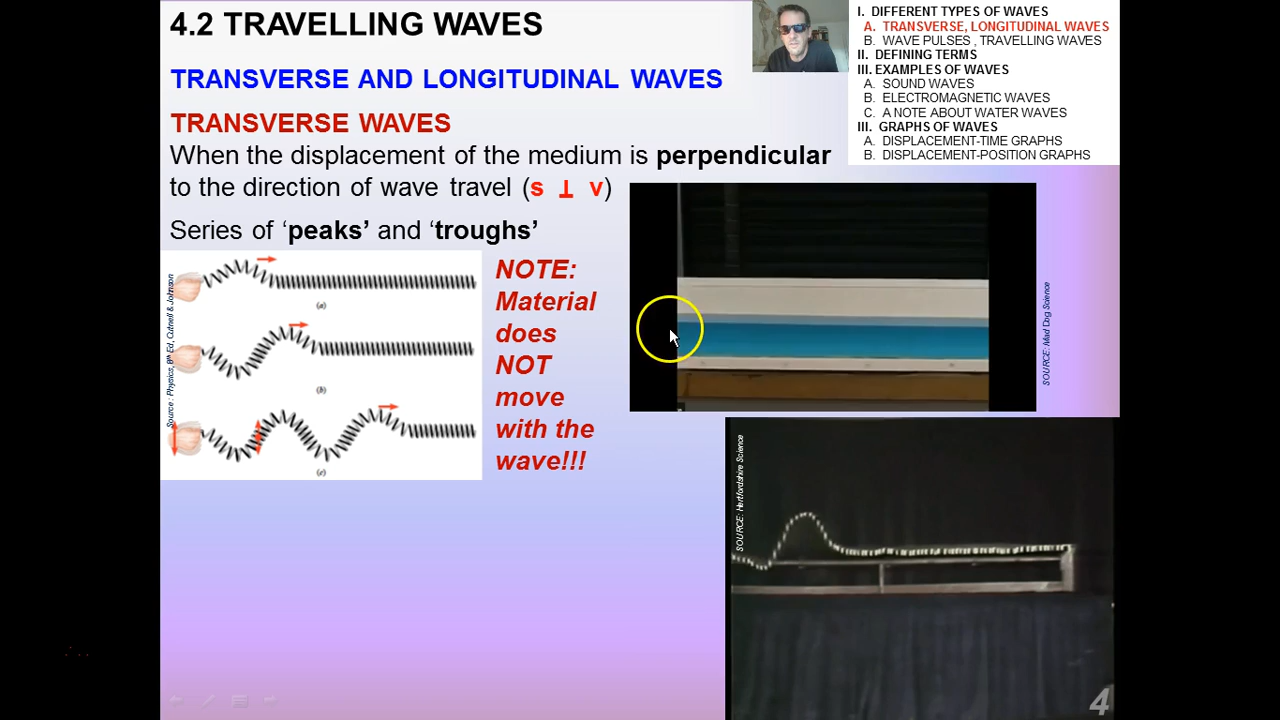 4.2 TRAVELLING WAVES
TRANSVERSE AND LONGITUDINAL WAVES
TRANSVERSE WAVES
When the displacement of the medium is perpendicular
to the direction of wave travel (s ⊥ v)
Series of ‘peaks’ and ‘troughs’
I. DIFFERENT TYPES OF WAVES
A. TRANSVERSE, LONGITUDINAL WAVES
B. WAVE PULSES , TRAVELLING WAVES
II. DEFINING TERMS
III. EXAMPLES OF WAVES
A. SOUND WAVES
B. ELECTROMAGNETIC WAVES
C. A NOTE ABOUT WATER WAVES
III. GRAPHS OF WAVES
A. DISPLACEMENT-TIME GRAPHS
B. DISPLACEMENT-POSITION GRAPHS
Source : Physics, 8th Ed, Cutnell & Johnson
(a)
(b)
(c)
NOTE:
Material
does
NOT
move
with the
wave!!!
SOURCE: Mad Dog Science
SOURCE: Hertfordshire Science
4